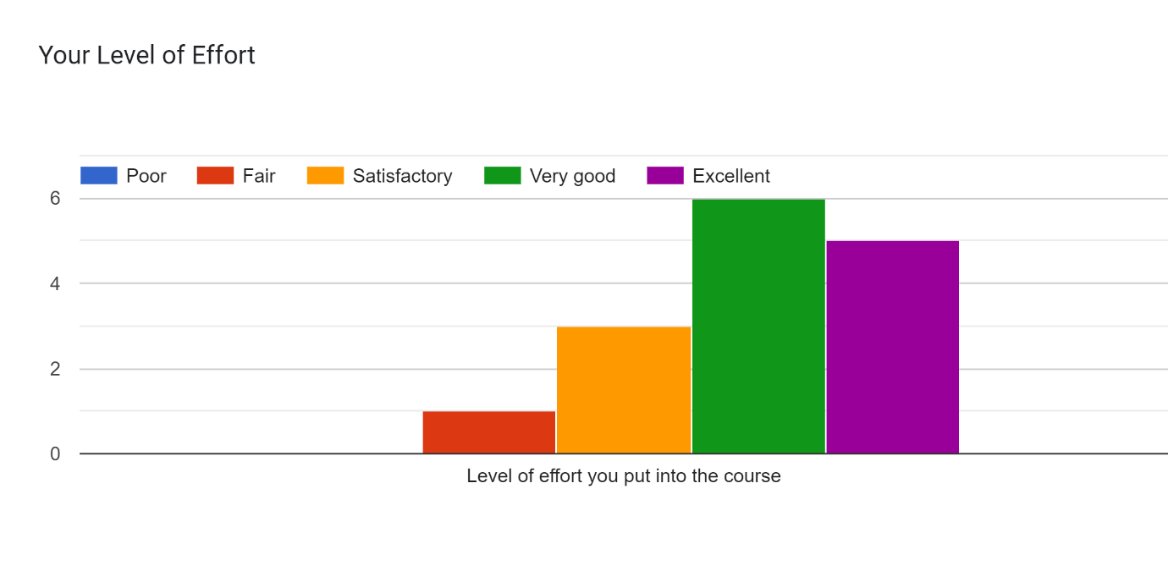 Your Level of Effort
Poor Fair Satisfactory Very good Excellent
6
4
2
0
Level of effort you put into the course